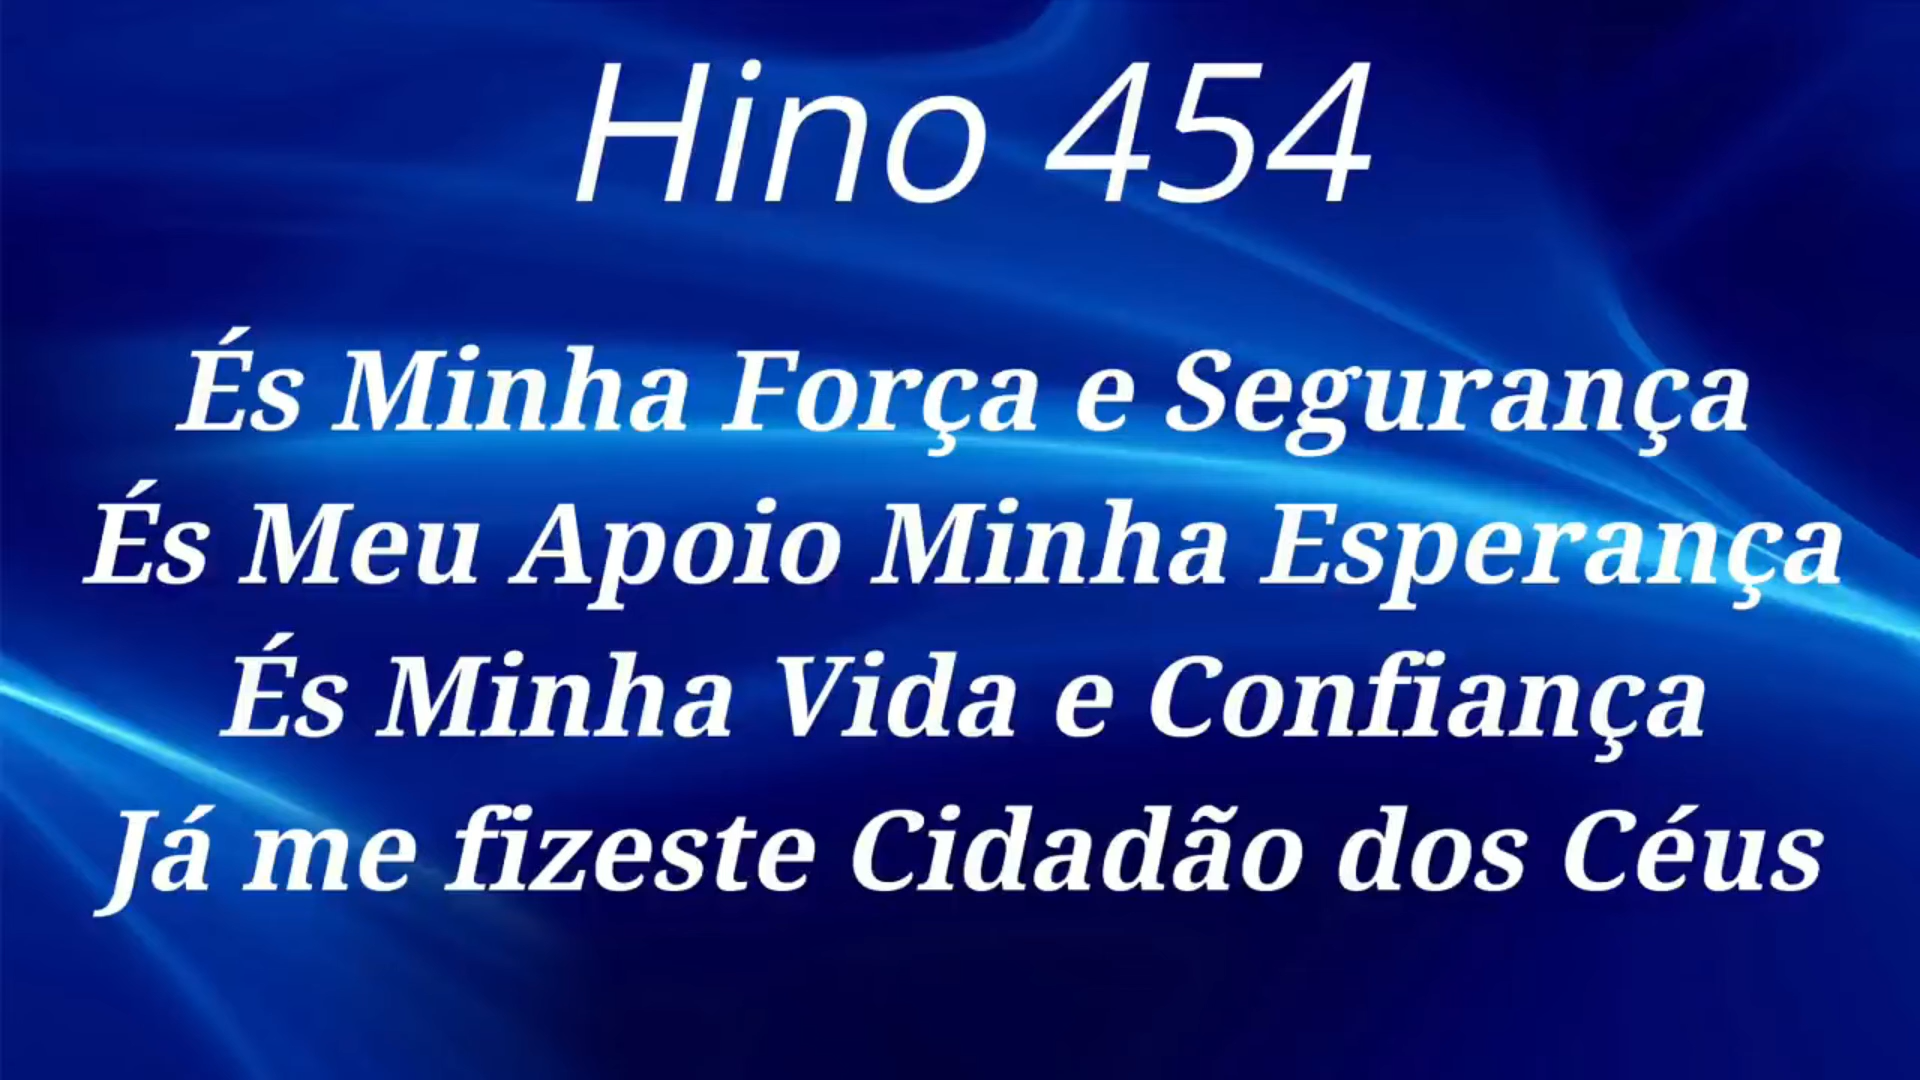 Hino 454
És Minha Força e Segurança
És Meu Apoio Minha Esperança
És Minha Vida e Confiança
Já me fizeste Cidadão dos Céus